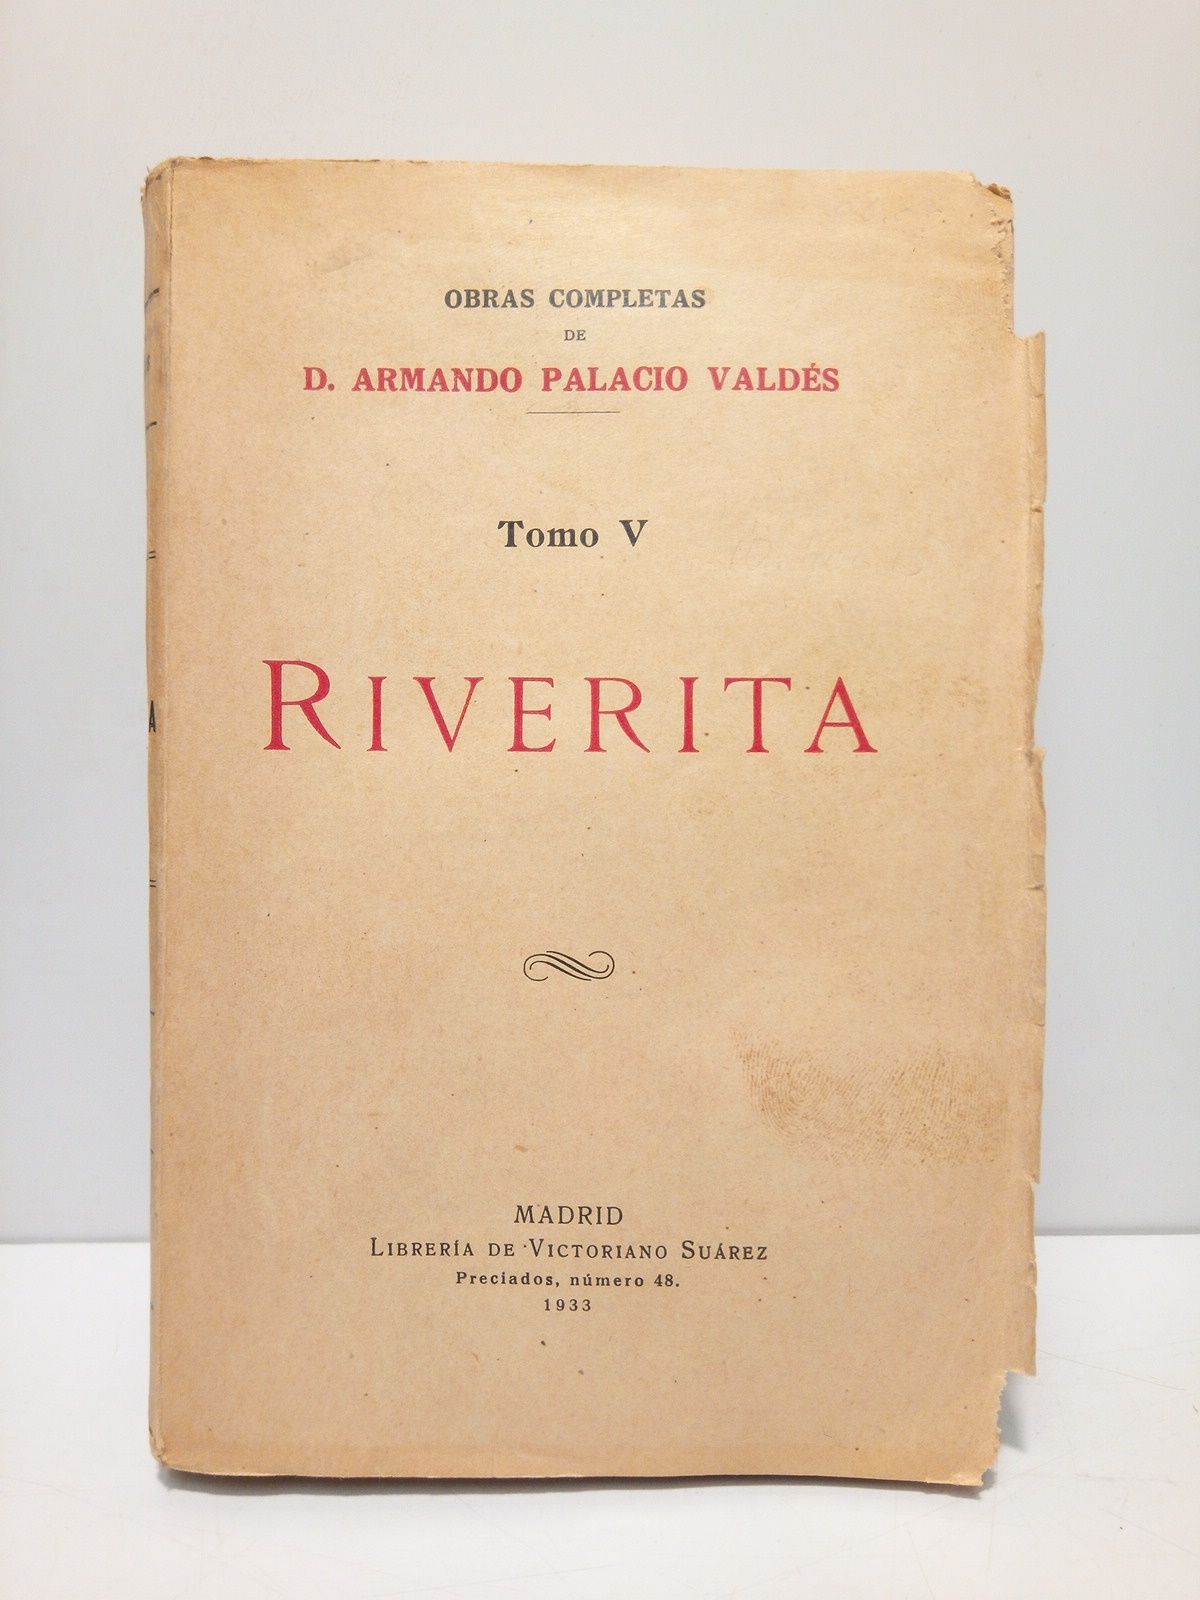 OBRAS COMPLETAS
DE
D. ARMANDO PALACIO VALDÉS
Tomo V
RIVERITA
MADRID
LIBRERÍA DE VICTORIANO SUÁREZ
Preciados, número 48.
1933